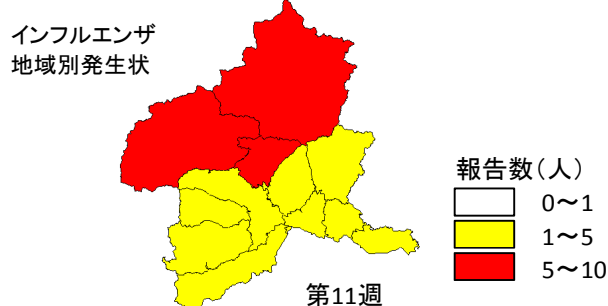 インフルエンザ
地域別発生状
報告数(人)
0~1
1~5
5~10
第11週